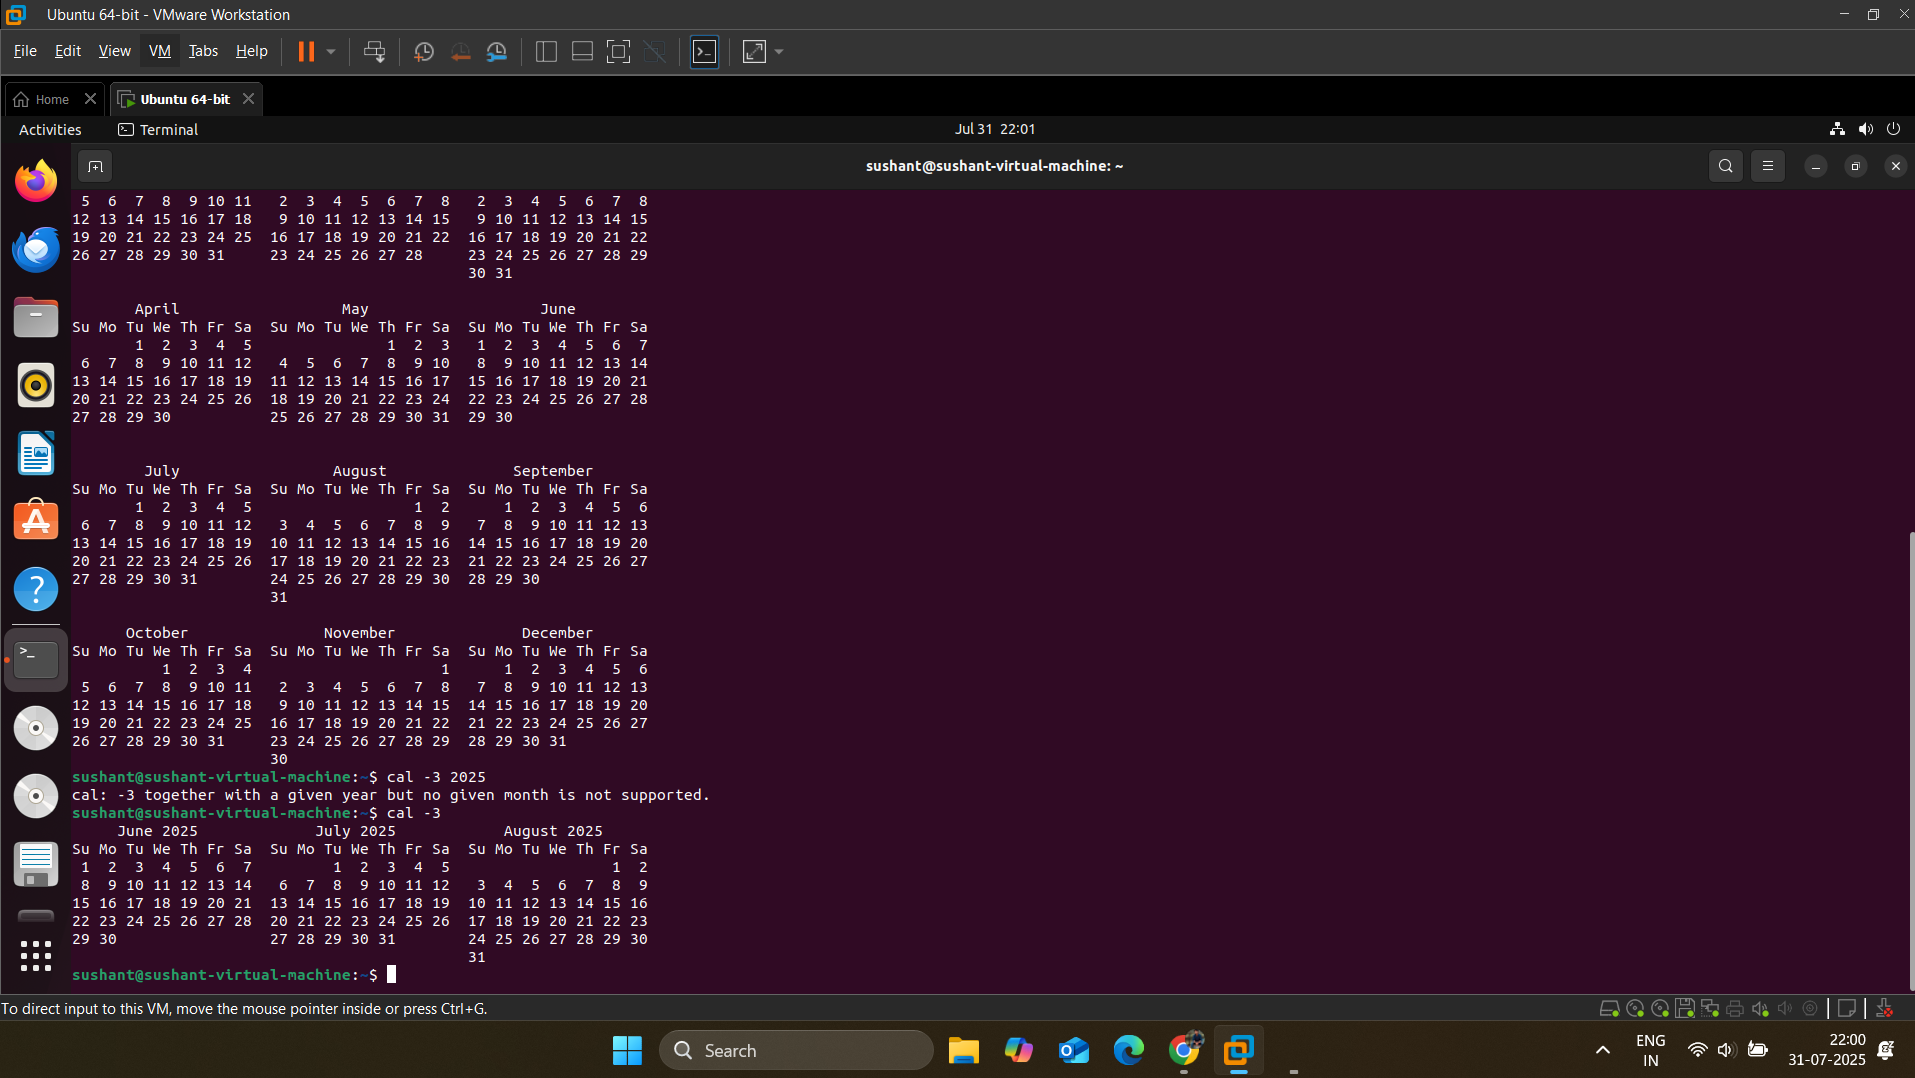 Ubuntu 64-bit - VMware Workstation
File Edit View VM Tabs Help
Home Ubuntu 64-bit
Activities Terminal Jul 31 22:01
sushant@sushant-virtual-machine: ~
 5  6  7  8  9 10 11   2  3  4  5  6  7  8   2  3  4  5  6  7  8
12 13 14 15 16 17 18   9 10 11 12 13 14 15   9 10 11 12 13 14 15
19 20 21 22 23 24 25  16 17 18 19 20 21 22  16 17 18 19 20 21 22
26 27 28 29 30 31     23 24 25 26 27 28     23 24 25 26 27 28 29
                                            30 31
       April                  May                   June
Su Mo Tu We Th Fr Sa  Su Mo Tu We Th Fr Sa  Su Mo Tu We Th Fr Sa
       1  2  3  4  5               1  2  3   1  2  3  4  5  6  7
 6  7  8  9 10 11 12   4  5  6  7  8  9 10   8  9 10 11 12 13 14
13 14 15 16 17 18 19  11 12 13 14 15 16 17  15 16 17 18 19 20 21
20 21 22 23 24 25 26  18 19 20 21 22 23 24  22 23 24 25 26 27 28
27 28 29 30           25 26 27 28 29 30 31  29 30
        July                 August              September
Su Mo Tu We Th Fr Sa  Su Mo Tu We Th Fr Sa  Su Mo Tu We Th Fr Sa
       1  2  3  4  5                  1  2      1  2  3  4  5  6
 6  7  8  9 10 11 12   3  4  5  6  7  8  9   7  8  9 10 11 12 13
13 14 15 16 17 18 19  10 11 12 13 14 15 16  14 15 16 17 18 19 20
20 21 22 23 24 25 26  17 18 19 20 21 22 23  21 22 23 24 25 26 27
27 28 29 30 31        24 25 26 27 28 29 30  28 29 30
                      31
      October               November              December
Su Mo Tu We Th Fr Sa  Su Mo Tu We Th Fr Sa  Su Mo Tu We Th Fr Sa
          1  2  3  4                     1      1  2  3  4  5  6
 5  6  7  8  9 10 11   2  3  4  5  6  7  8   7  8  9 10 11 12 13
12 13 14 15 16 17 18   9 10 11 12 13 14 15  14 15 16 17 18 19 20
19 20 21 22 23 24 25  16 17 18 19 20 21 22  21 22 23 24 25 26 27
26 27 28 29 30 31     23 24 25 26 27 28 29  28 29 30 31
                      30
sushant@sushant-virtual-machine:~$ cal -3 2025
cal: -3 together with a given year but no given month is not supported.
sushant@sushant-virtual-machine:~$ cal -3
     June 2025             July 2025            August 2025
Su Mo Tu We Th Fr Sa  Su Mo Tu We Th Fr Sa  Su Mo Tu We Th Fr Sa
 1  2  3  4  5  6  7         1  2  3  4  5                  1  2
 8  9 10 11 12 13 14   6  7  8  9 10 11 12   3  4  5  6  7  8  9
15 16 17 18 19 20 21  13 14 15 16 17 18 19  10 11 12 13 14 15 16
22 23 24 25 26 27 28  20 21 22 23 24 25 26  17 18 19 20 21 22 23
29 30                 27 28 29 30 31        24 25 26 27 28 29 30
                                            31
sushant@sushant-virtual-machine:~$
To direct input to this VM, move the mouse pointer inside or press Ctrl+G.
Search ENG 22:00
IN 31-07-2025